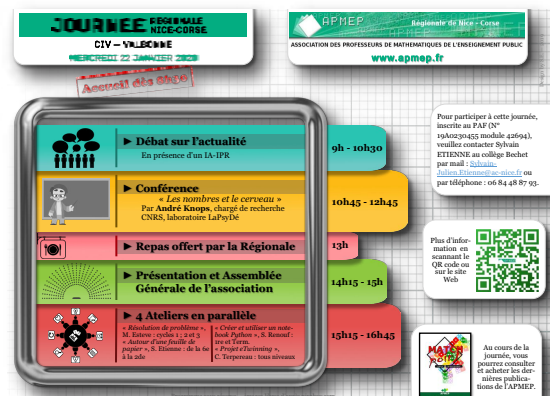 JOURNÉE RÉGIONALE
NICE-CORSE
CIV – VALBONNE
MERCREDI 22 JANVIER 2020
Accueil dès 8h30
APMEP
Régionale de Nice - Corse
ASSOCIATION DES PROFESSEURS DE MATHEMATIQUES DE L'ENSEIGNEMENT PUBLIC
www.apmep.fr
► Débat sur l'actualité
En présence d'un IA-IPR
9h - 10h30
► Conférence
« Les nombres et le cerveau »
Par André Knops, chargé de recherche
CNRS, laboratoire LaPsyDé
10h45 - 12h45
► Repas offert par la Régionale
13h
► Présentation et Assemblée
Générale de l'association
14h15 - 15h
► 4 Ateliers en parallèle
« Résolution de problème »,
M. Esteve : cycles 1 ; 2 et 3
« Autour d'une feuille de
papier », S. Etienne : de la 6e
à la 2de
« Créer et utiliser un note-
book Python », S. Renouf :
1re et Term.
« Projet eTwinning »,
C. Terpereau : tous niveaux
15h15 - 16h45
Pour participer à cette journée,
inscrite au PAF (N°
19A0230455 module 42694),
veuillez contacter Sylvain
ETIENNE au collège Bechet
par mail : Sylvain-
Julien.Etienne@ac-nice.fr ou
par téléphone : 06 84 48 87 93.
Plus d'infor-
mation en
scannant le
QR code ou
sur le site
Web
Au cours de la
journée, vous
pourrez consulter
et acheter les der-
nières publica-
tions de l'APMEP.